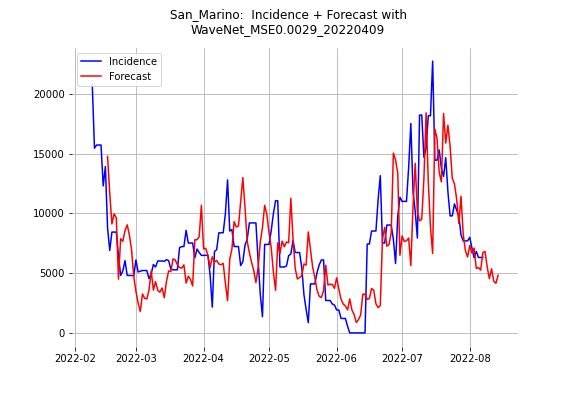 San_Marino:  Incidence + Forecast with
WaveNet_MSE0.0029_20220409
Incidence
Forecast
20000
15000
10000
5000
0
2022-02 2022-03 2022-04 2022-05 2022-06 2022-07 2022-08